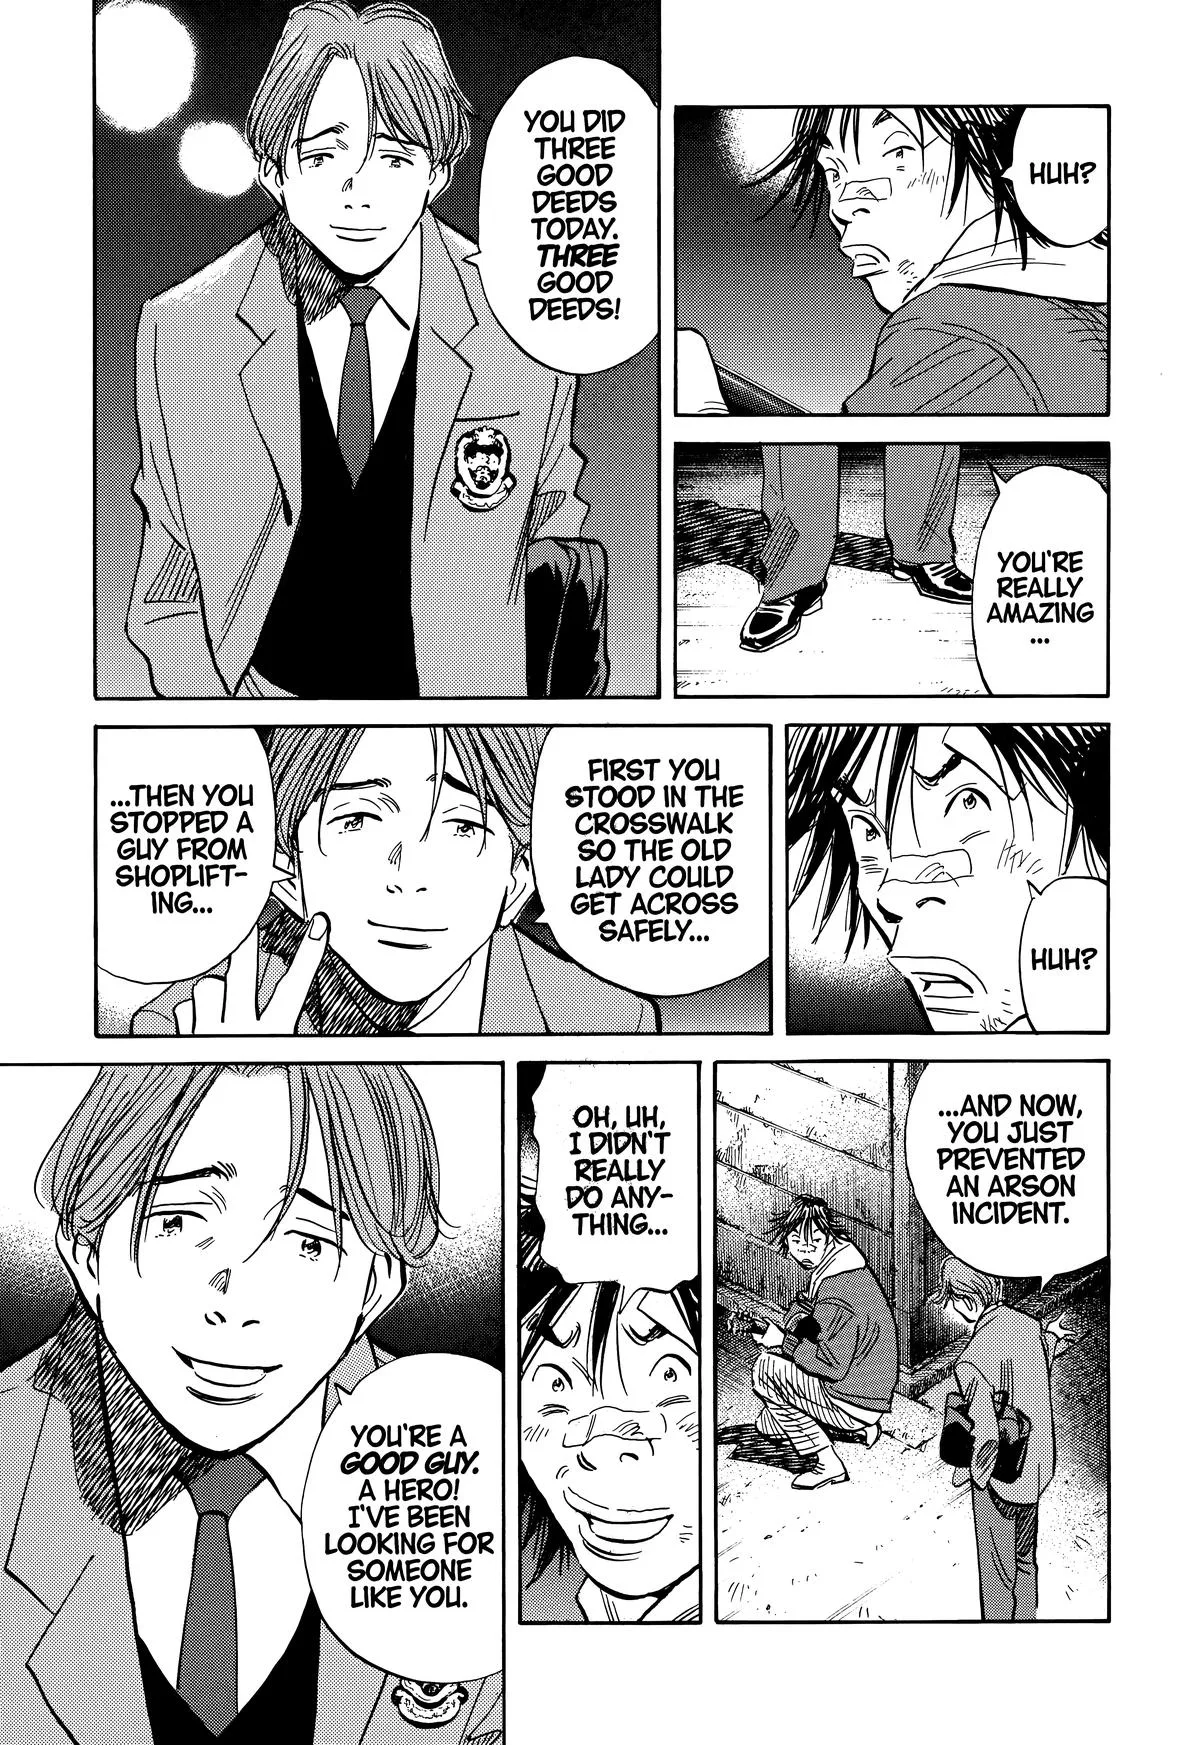 HUH?
YOU DID
THREE
GOOD
DEEDS
TODAY.
THREE
GOOD
DEEDS!
YOU'RE
REALLY
AMAZING
...
HUH?
FIRST YOU
STOOD IN THE
CROSSWALK
SO THE OLD
LADY COULD
GET ACROSS
SAFELY...
...THEN YOU
STOPPED A
GUY FROM
SHOPLIFT-
ING...
...AND NOW,
YOU JUST
PREVENTED
AN ARSON
INCIDENT.
OH, UH,
I DIDN'T
REALLY
DO ANY-
THING...
YOU'RE A
GOOD GUY.
A HERO!
I'VE BEEN
LOOKING FOR
SOMEONE
LIKE YOU.